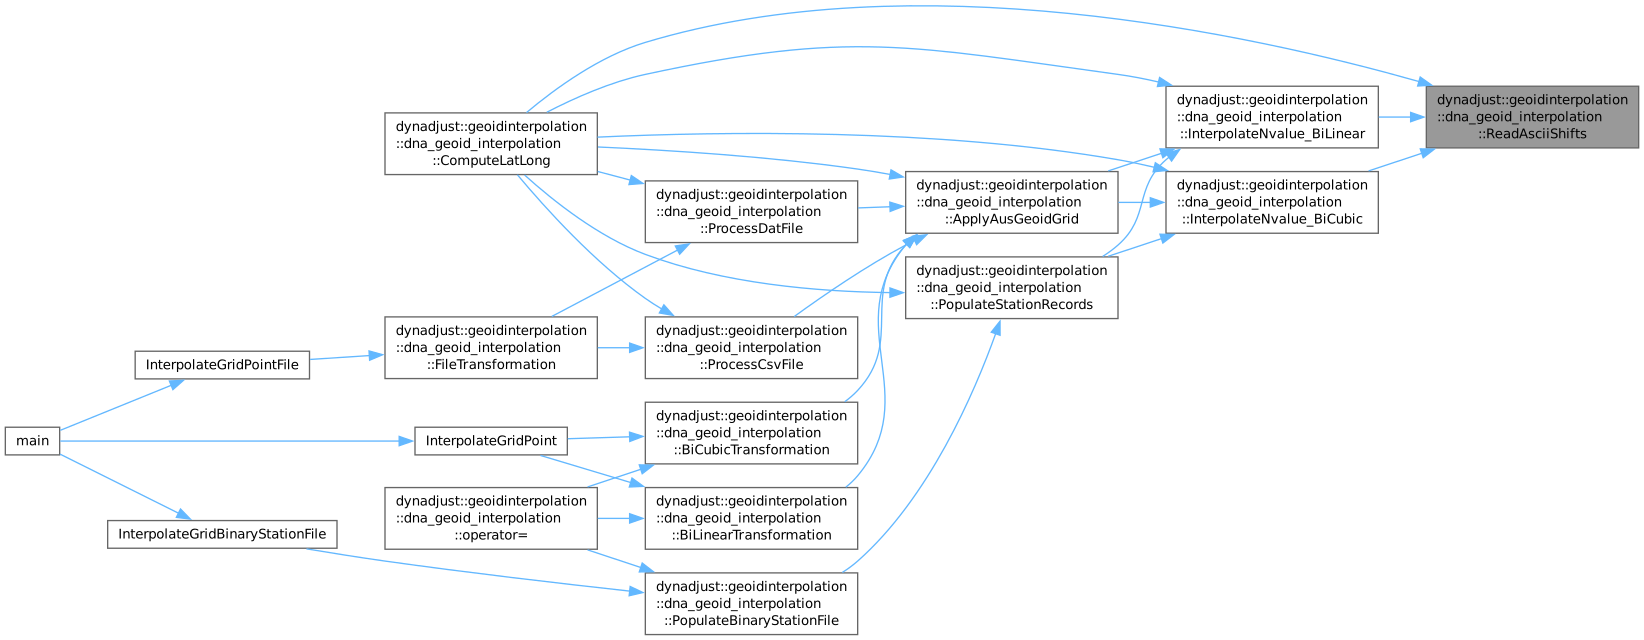 dynadjust::geoidinterpolation
::dna_geoid_interpolation
::ReadAsciiShifts
dynadjust::geoidinterpolation
::dna_geoid_interpolation
::InterpolateNvalue_BiLinear
dynadjust::geoidinterpolation
::dna_geoid_interpolation
::ComputeLatLong
dynadjust::geoidinterpolation
::dna_geoid_interpolation
::ProcessDatFile
dynadjust::geoidinterpolation
::dna_geoid_interpolation
::ApplyAusGeoidGrid
dynadjust::geoidinterpolation
::dna_geoid_interpolation
::InterpolateNvalue_BiCubic
dynadjust::geoidinterpolation
::dna_geoid_interpolation
::PopulateStationRecords
dynadjust::geoidinterpolation
::dna_geoid_interpolation
::FileTransformation
dynadjust::geoidinterpolation
::dna_geoid_interpolation
::ProcessCsvFile
InterpolateGridPointFile
main
InterpolateGridPoint
dynadjust::geoidinterpolation
::dna_geoid_interpolation
::BiCubicTransformation
dynadjust::geoidinterpolation
::dna_geoid_interpolation
::operator=
dynadjust::geoidinterpolation
::dna_geoid_interpolation
::BiLinearTransformation
InterpolateGridBinaryStationFile
dynadjust::geoidinterpolation
::dna_geoid_interpolation
::PopulateBinaryStationFile